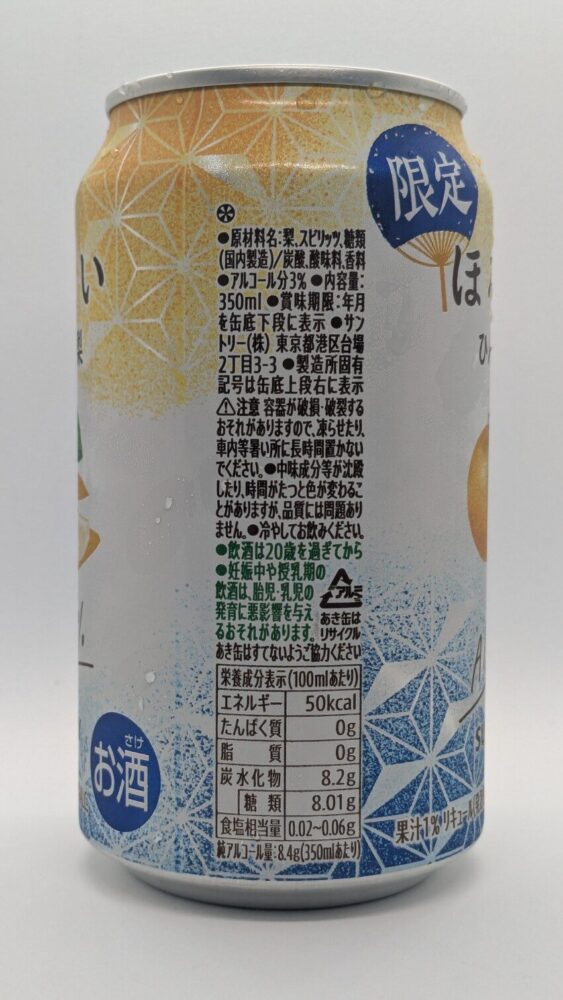 限定
ほ
ひ
い
梨
●原材料名:梨、スピリッツ、糖類
(国内製造)/炭酸、酸味料、香料
●アルコール分3% ●内容量:
350ml ●賞味期限:年月
を缶底下段に表示 ●サン
トリー(株) 東京都港区台場
2丁目3-3 ●製造所固有
記号は缶底上段右に表示
⚠注意 容器が破損・破裂する
おそれがありますので、凍らせたり、
車内等暑い所に長時間置かない
でください。●中味成分等が沈殿
したり、時間がたつと色が変わるこ
とがありますが、品質には問題あり
ません。●冷やしてお飲みください。
●飲酒は20歳を過ぎてから
●妊娠中や授乳期の
飲酒は、胎児・乳児の
発育に悪影響を与え
るおそれがあります。
アルミ
あき缶は
リサイクル
あき缶はすてないようご協力ください
栄養成分表示(100mlあたり)
エネルギー 50kcal
たんぱく質 0g
脂質 0g
炭水化物 8.2g
糖類 8.01g
食塩相当量 0.02~0.06g
純アルコール量:8.4g(350mlあたり)
さけ
お酒
果汁1% リキュール